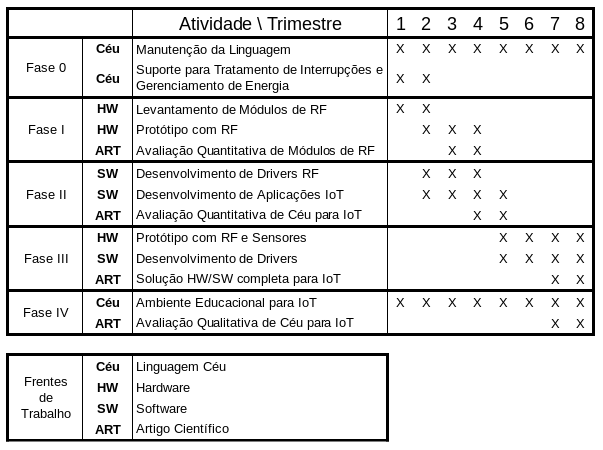 Atividade \ Trimestre 1 2 3 4 5 6 7 8
Fase 0
Céu Manutenção da Linguagem X X X X X X X X
Céu Suporte para Tratamento de Interrupções e
Gerenciamento de Energia X X
Fase I
HW Levantamento de Módulos de RF X X
HW Protótipo com RF X X X
ART Avaliação Quantitativa de Módulos de RF X X
Fase II
SW Desenvolvimento de Drivers RF X X X
SW Desenvolvimento de Aplicações IoT X X X X
ART Avaliação Quantitativa de Céu para IoT X X
Fase III
HW Protótipo com RF e Sensores X X X X
SW Desenvolvimento de Drivers X X X X
ART Solução HW/SW completa para IoT X X
Fase IV
Céu Ambiente Educacional para IoT X X X X X X X X
ART Avaliação Qualitativa de Céu para IoT X X
Frentes
de
Trabalho
Céu Linguagem Céu
HW Hardware
SW Software
ART Artigo Científico